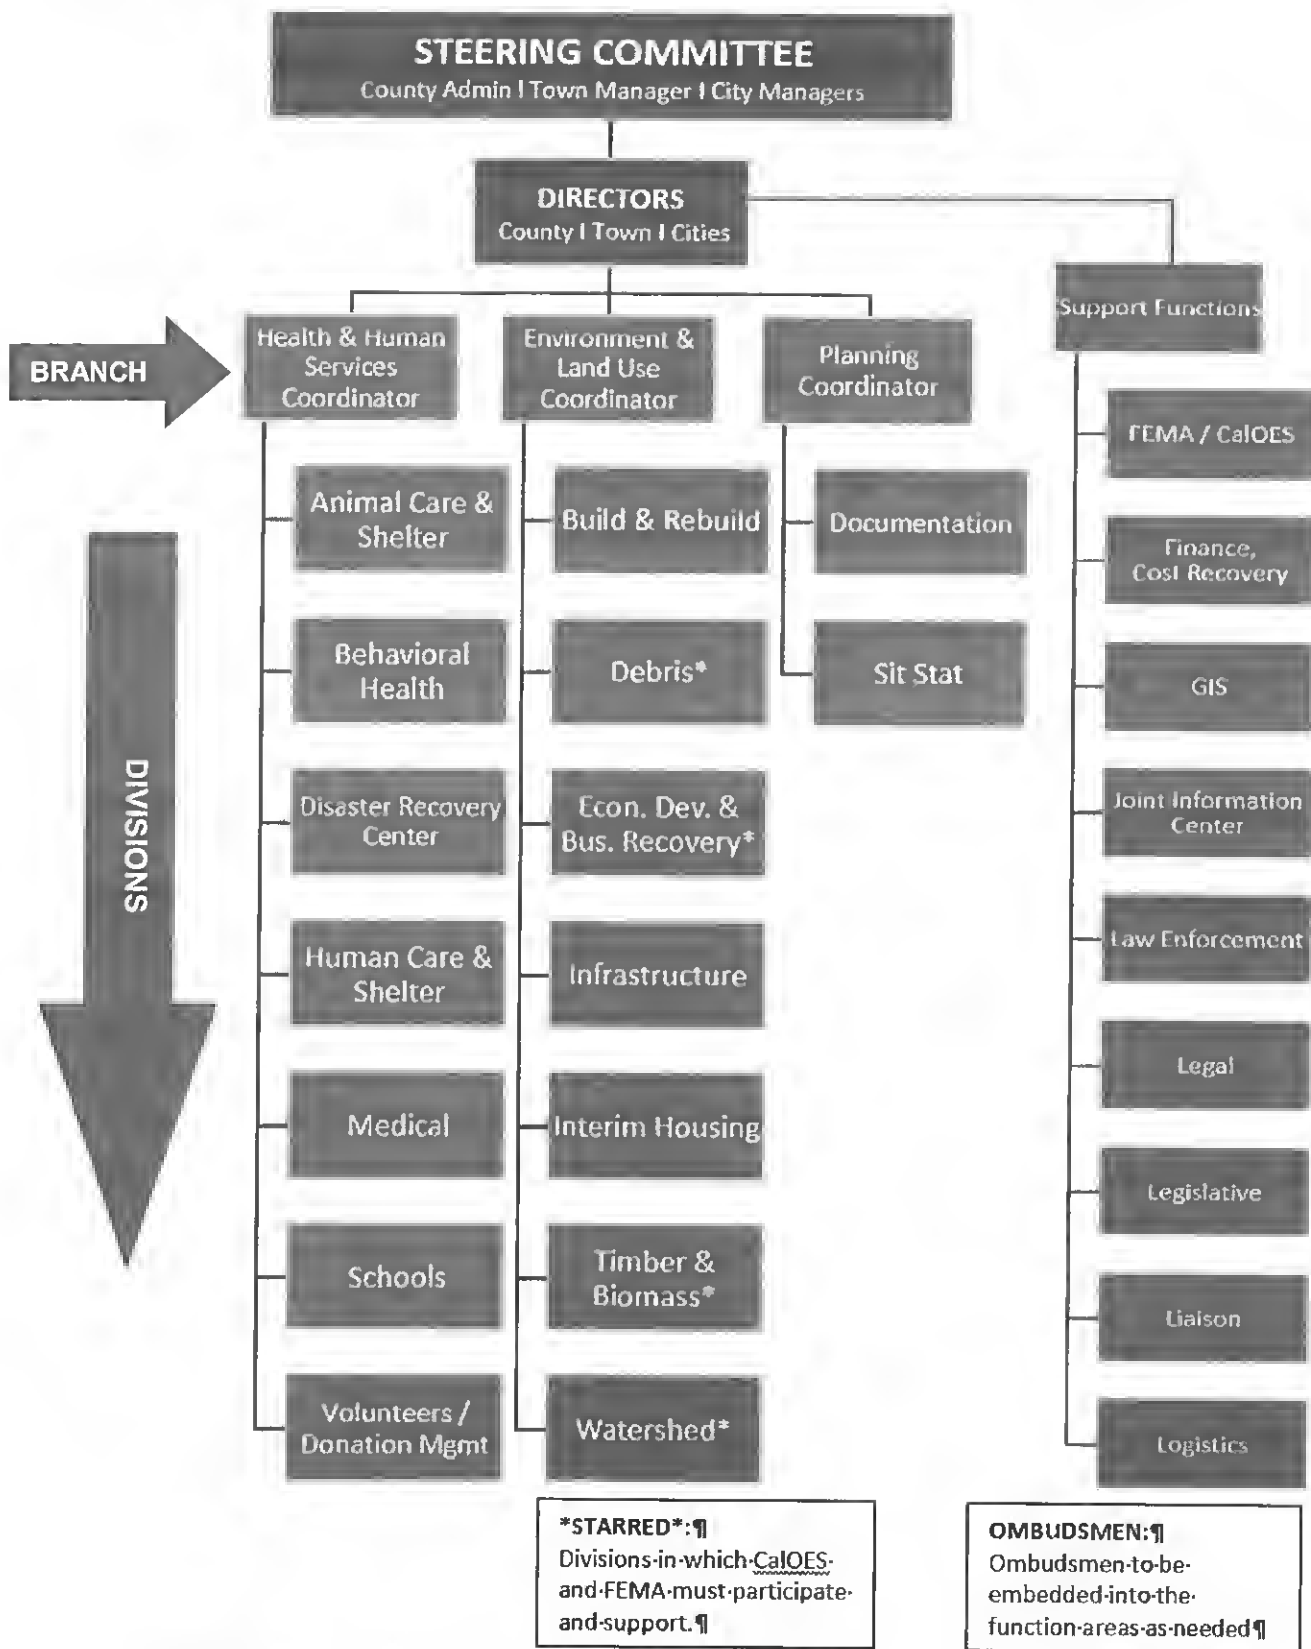 STEERING COMMITTEE
County Admin I Town Manager I City Managers
DIRECTORS
County I Town I Cities
BRANCH
Health & Human
Services
Coordinator
Environment &
Land Use
Coordinator
Planning
Coordinator
Support Functions
DIVISIONS
Animal Care &
Shelter
Behavioral
Health
Disaster Recovery
Center
Human Care &
Shelter
Medical
Schools
Volunteers /
Donation Mgmt
Build & Rebuild
Debris*
Econ. Dev. &
Bus. Recovery*
Infrastructure
Interim Housing
Timber &
Biomass*
Watershed*
Documentation
Sit Stat
FEMA / CalOES
Finance,
Cost Recovery
GIS
Joint Information
Center
Law Enforcement
Legal
Legislative
Liaison
Logistics
*STARRED*:¶
Divisions·in·which·CalOES·
and·FEMA·must·participate·
and·support.¶
OMBUDSMEN:¶
Ombudsmen·to·be·
embedded·into·the·
function·areas·as·needed¶